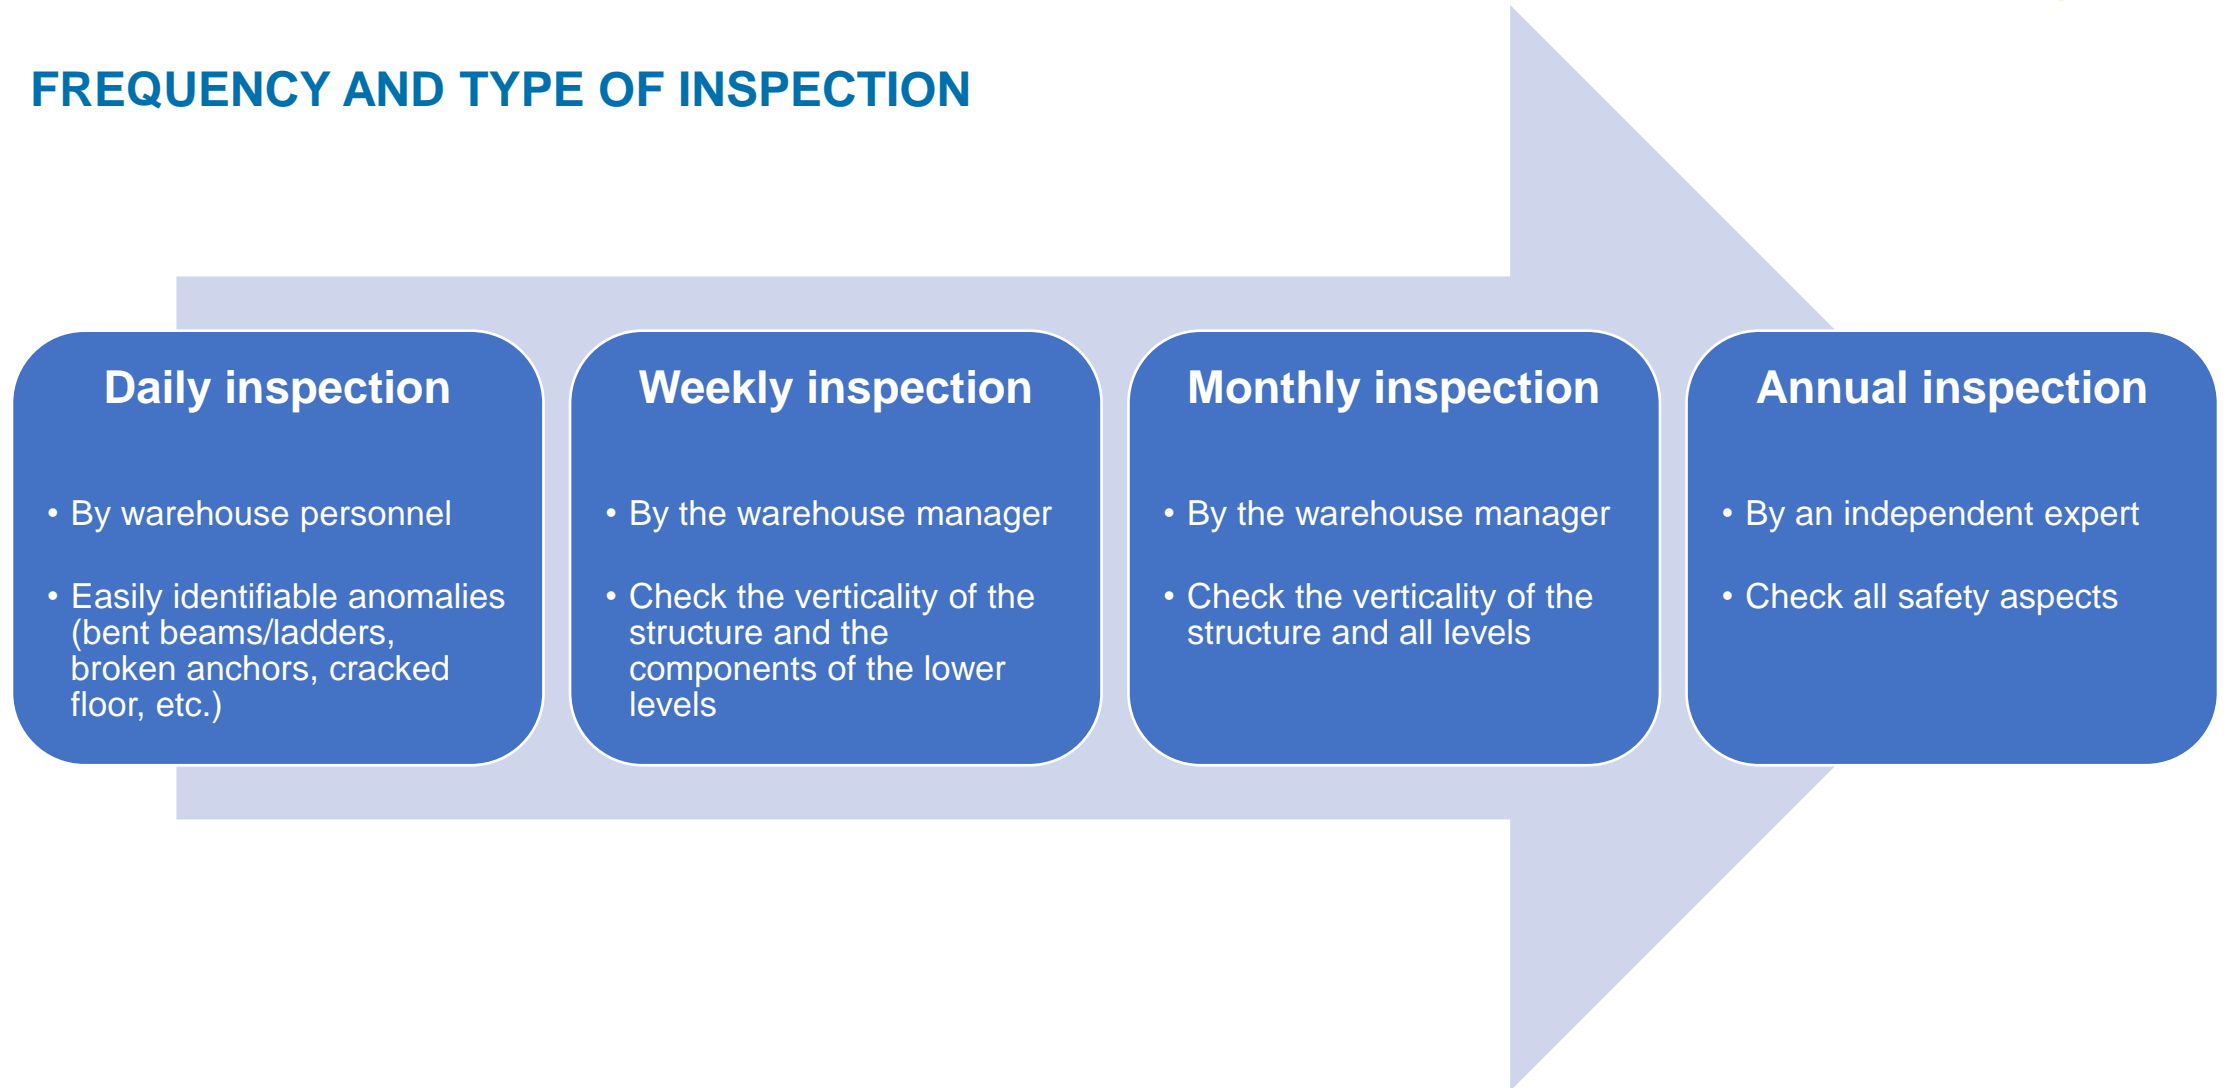 FREQUENCY AND TYPE OF INSPECTION
Daily inspection
• By warehouse personnel
• Easily identifiable anomalies
(bent beams/ladders,
broken anchors, cracked
floor, etc.)
Weekly inspection
• By the warehouse manager
• Check the verticality of the
structure and the
components of the lower
levels
Monthly inspection
• By the warehouse manager
• Check the verticality of the
structure and all levels
Annual inspection
• By an independent expert
• Check all safety aspects